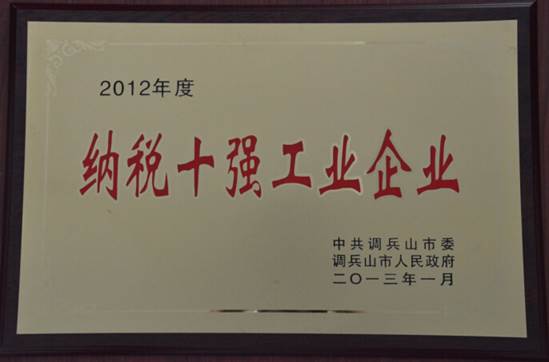 2012年度
纳税十强工业企业
中共调兵山市委
调兵山市人民政府
二〇一三年一月